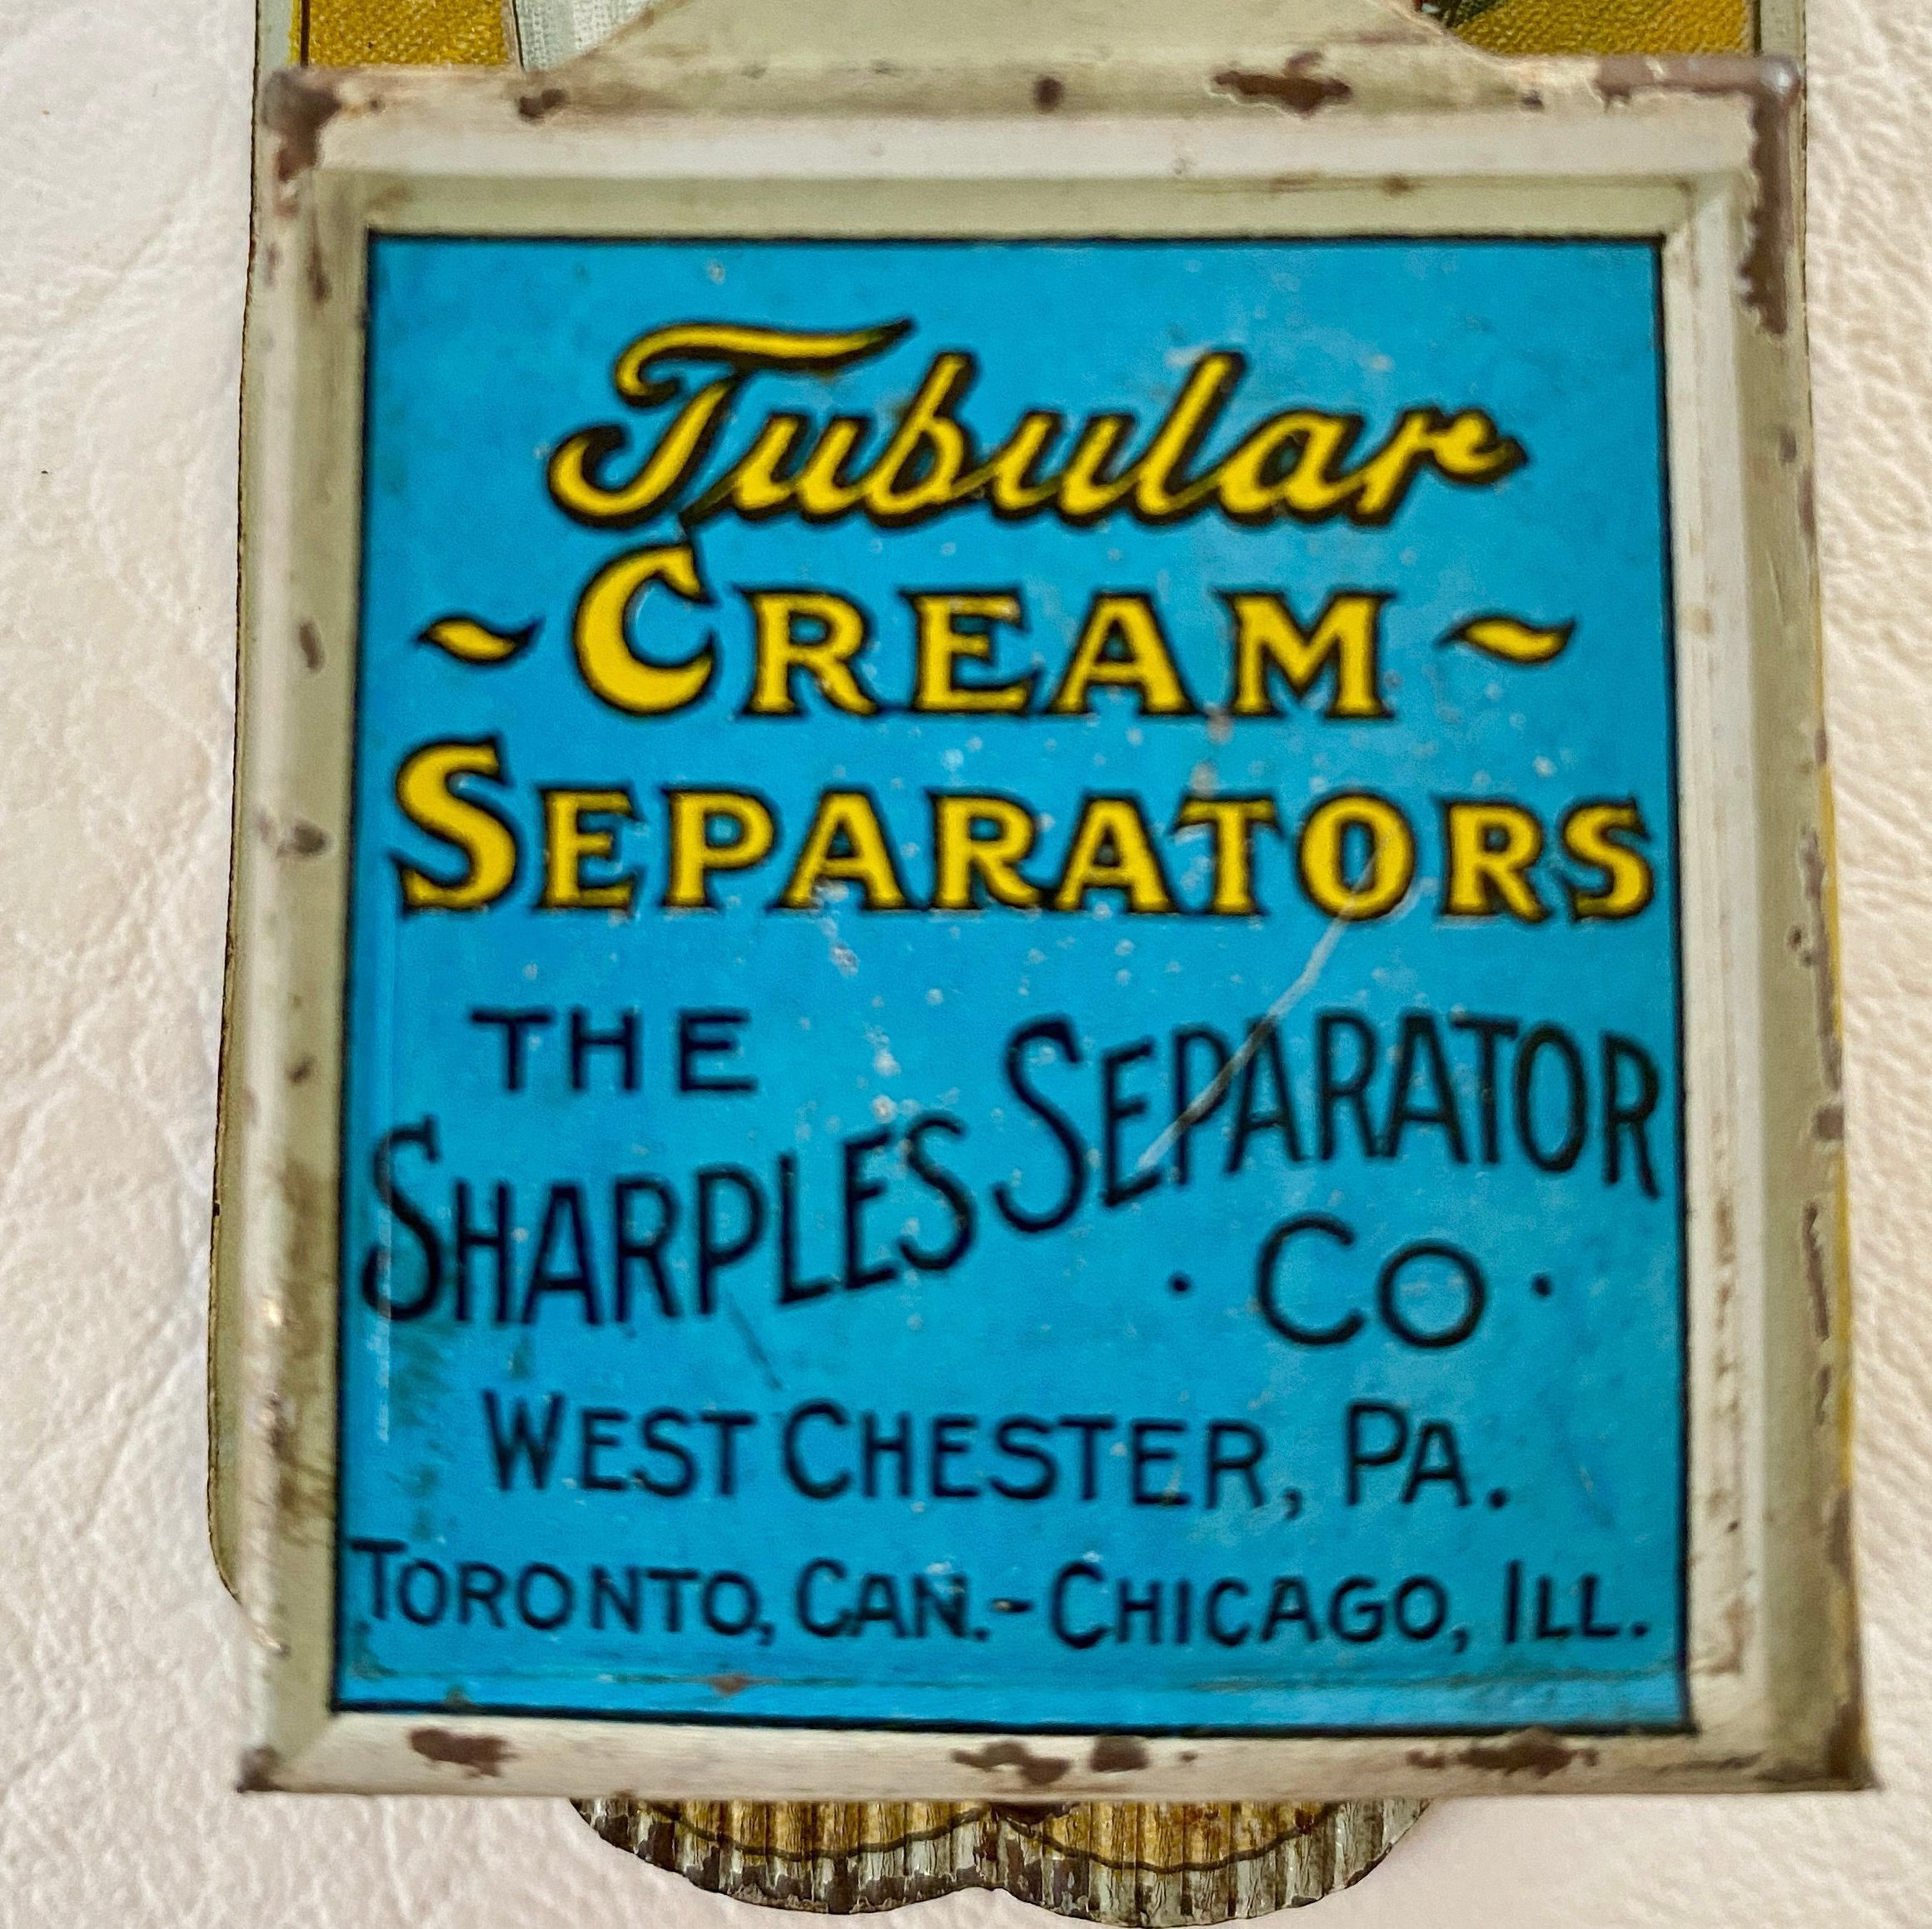 Tubular
~ CREAM ~
SEPARATORS
THE
SHARPLES SEPARATOR
· CO ·
WEST CHESTER, PA.
TORONTO, CAN.-CHICAGO, ILL.